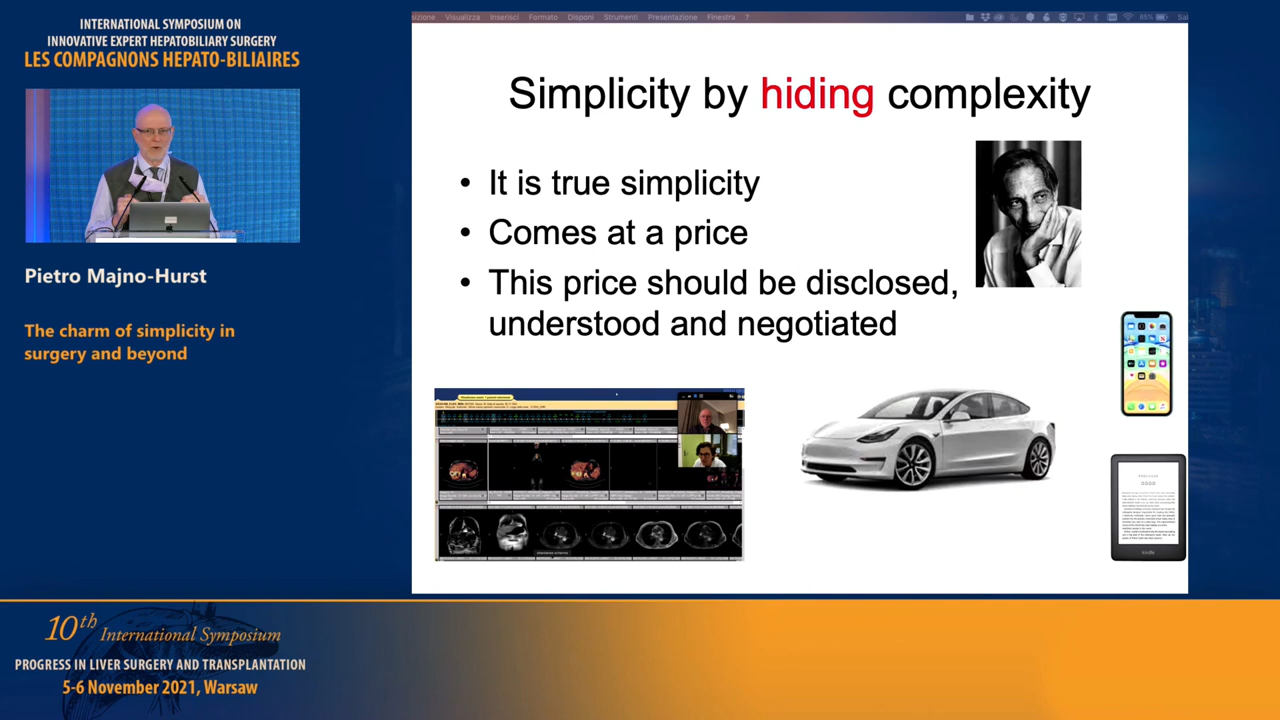 INTERNATIONAL SYMPOSIUM ON
INNOVATIVE EXPERT HEPATOBILIARY SURGERY
LES COMPAGNONS HEPATO-BILIAIRES
Pietro Majno-Hurst
The charm of simplicity in
surgery and beyond
Visualizza Inserisci Formato Disponi Strumenti Presentazione Finestra ?
85%
Simplicity by hiding complexity
• It is true simplicity
• Comes at a price
• This price should be disclosed,
understood and negotiated
kindle
10th International Symposium
PROGRESS IN LIVER SURGERY AND TRANSPLANTATION
5-6 November 2021, Warsaw